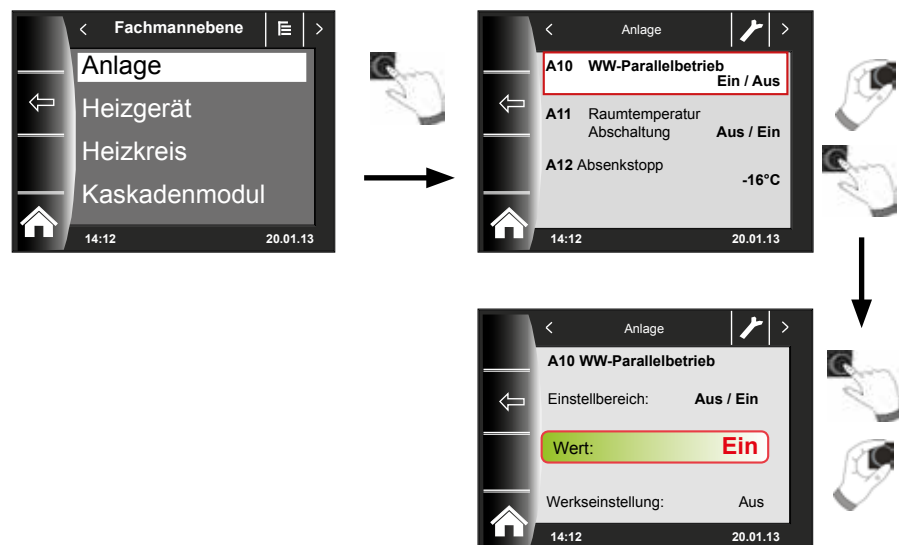 Fachmannebene
Anlage
Heizgerät
Heizkreis
Kaskadenmodul
14:12 20.01.13
Anlage
A10 WW-Parallelbetrieb
Ein / Aus
A11 Raumtemperatur
Abschaltung Aus / Ein
A12 Absenkstopp
-16°C
14:12 20.01.13
Anlage
A10 WW-Parallelbetrieb
Einstellbereich: Aus / Ein
Wert: Ein
Werkseinstellung: Aus
14:12 20.01.13